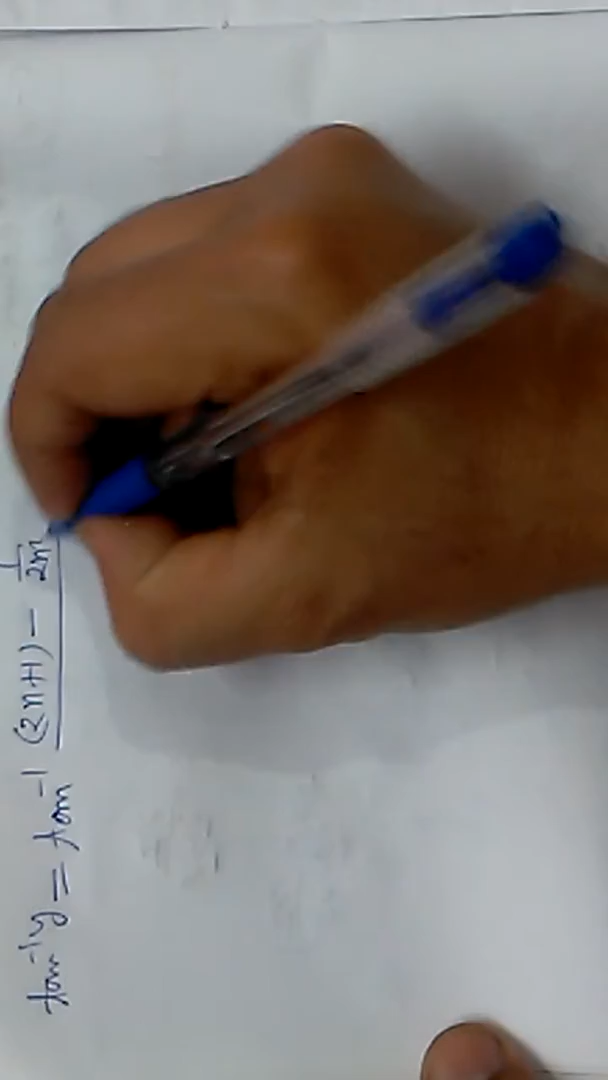 tan⁻¹y = tan⁻¹ (2n+1) - 1/2n